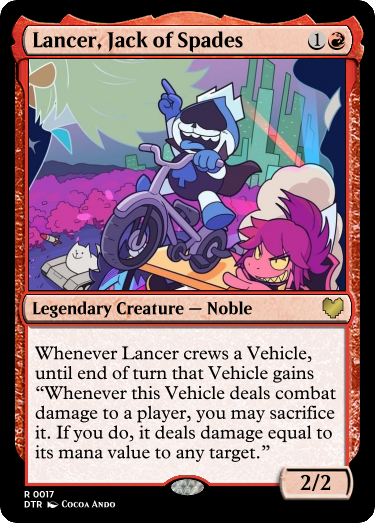 Lancer, Jack of Spades 1
Legendary Creature — Noble
Whenever Lancer crews a Vehicle,
until end of turn that Vehicle gains
“Whenever this Vehicle deals combat
damage to a player, you may sacrifice
it. If you do, it deals damage equal to
its mana value to any target.”
2/2
R 0017
DTR Cocoa Ando